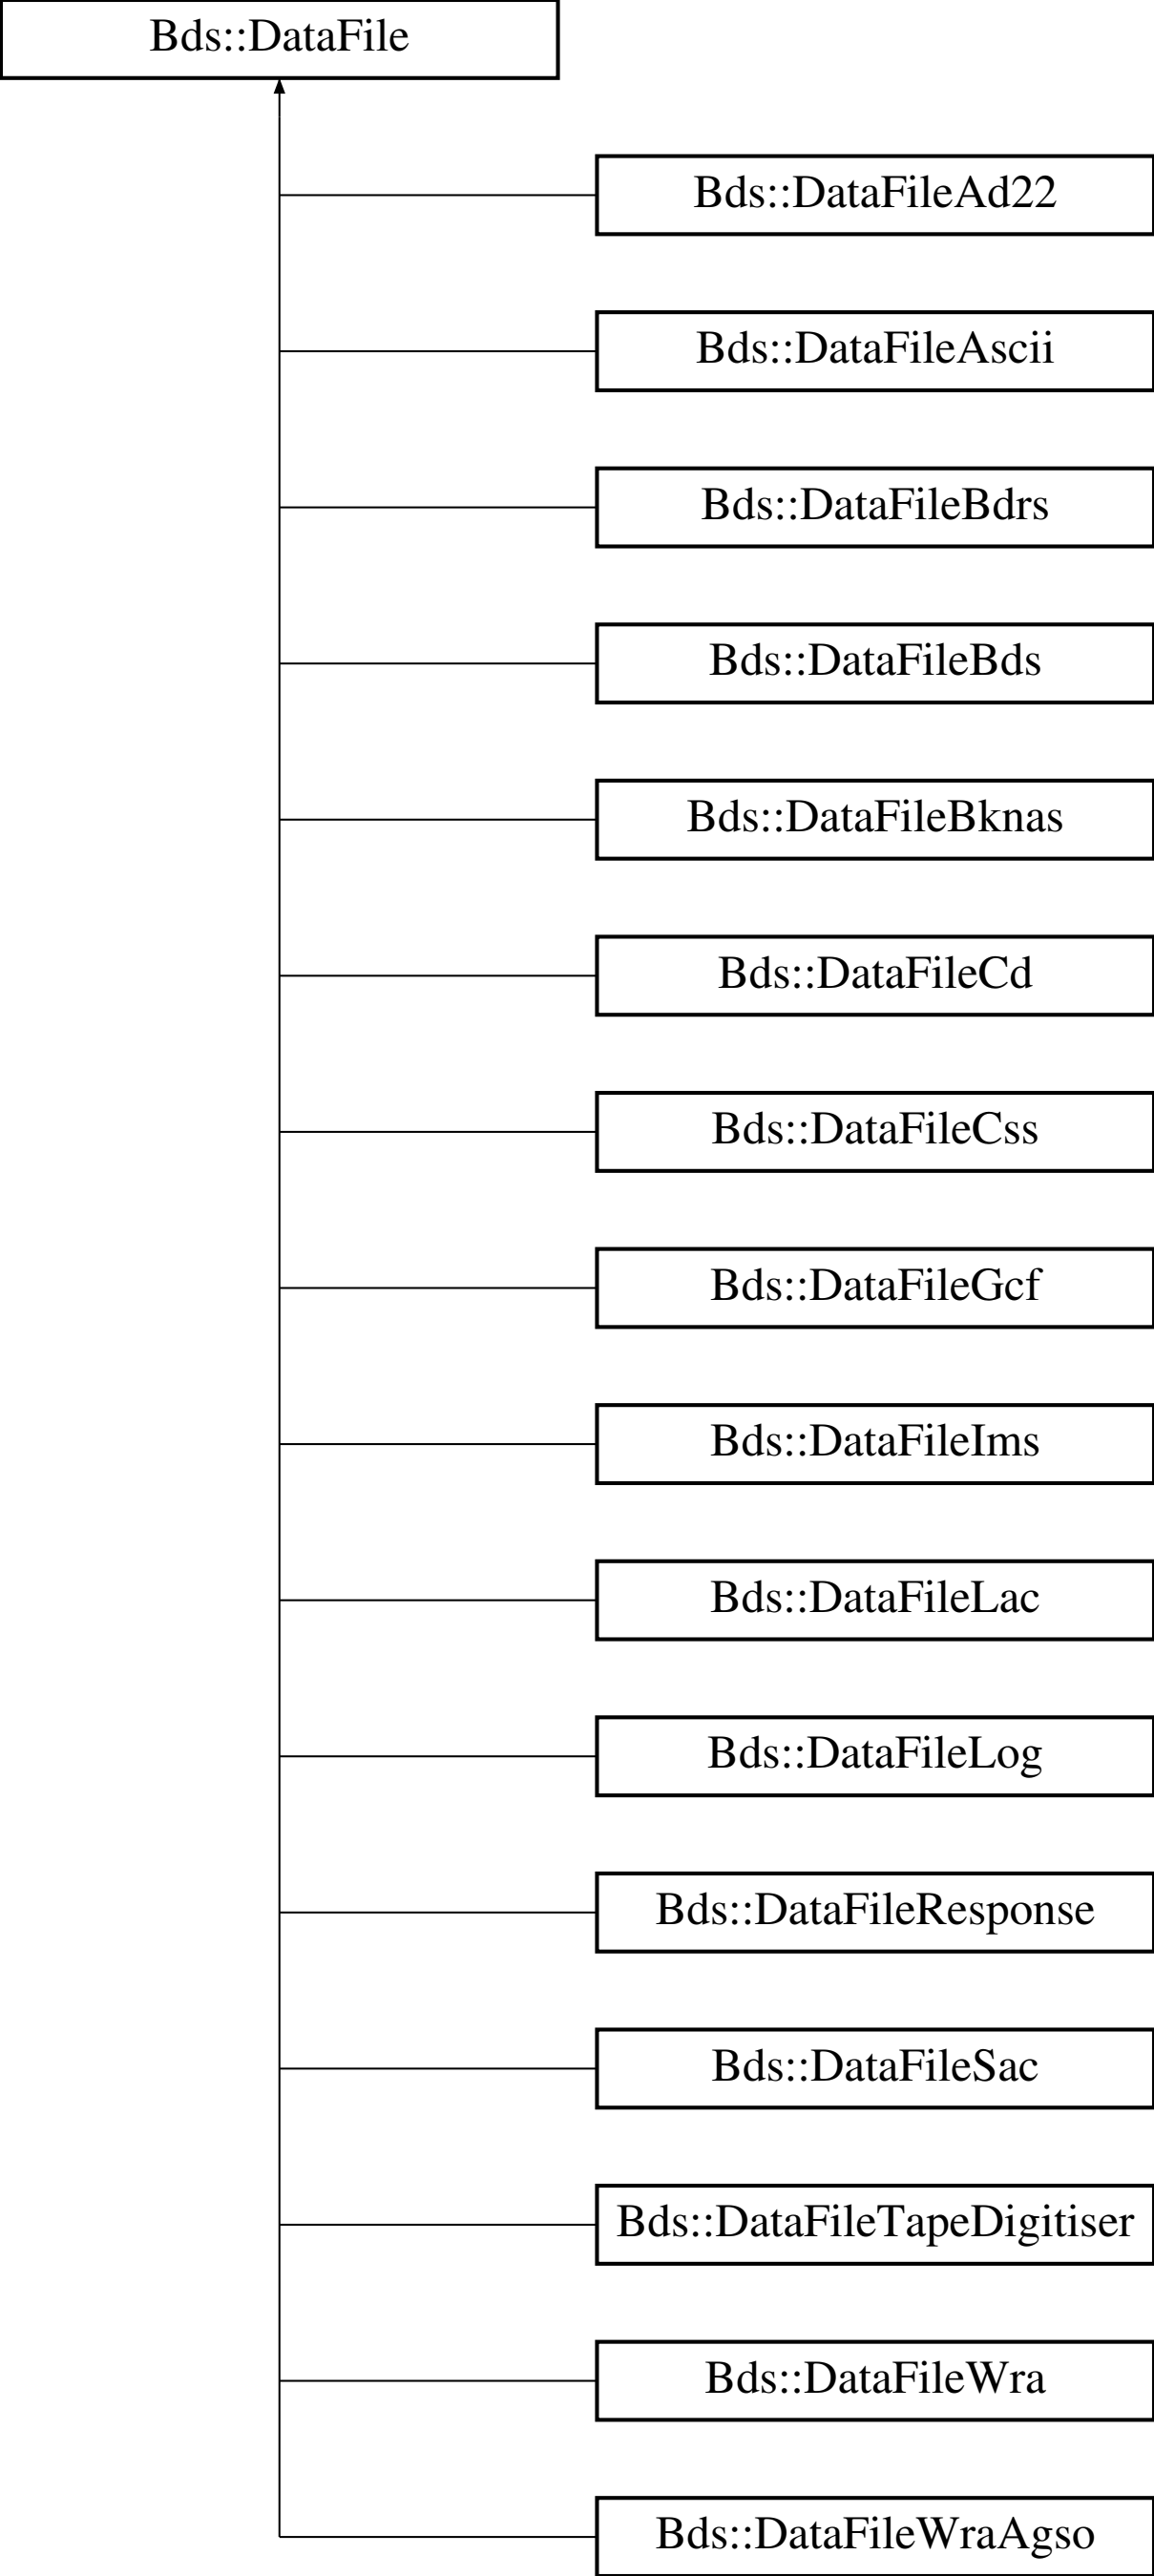 Bds::DataFile
Bds::DataFileAd22
Bds::DataFileAscii
Bds::DataFileBdrs
Bds::DataFileBds
Bds::DataFileBknas
Bds::DataFileCd
Bds::DataFileCss
Bds::DataFileGcf
Bds::DataFileIms
Bds::DataFileLac
Bds::DataFileLog
Bds::DataFileResponse
Bds::DataFileSac
Bds::DataFileTapeDigitiser
Bds::DataFileWra
Bds::DataFileWraAgso